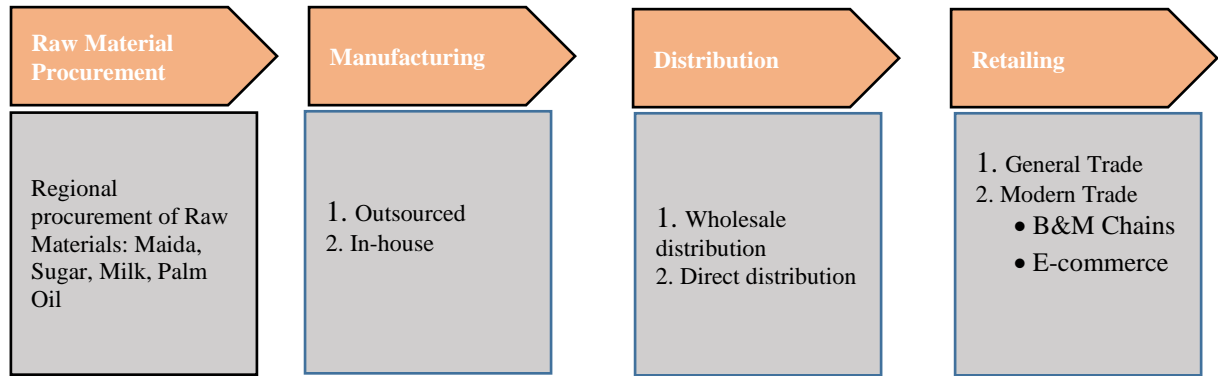 Raw Material
Procurement
Regional
procurement of Raw
Materials: Maida,
Sugar, Milk, Palm
Oil
Manufacturing
1. Outsourced
2. In-house
Distribution
1. Wholesale
distribution
2. Direct distribution
Retailing
1. General Trade
2. Modern Trade
• B&M Chains
• E-commerce